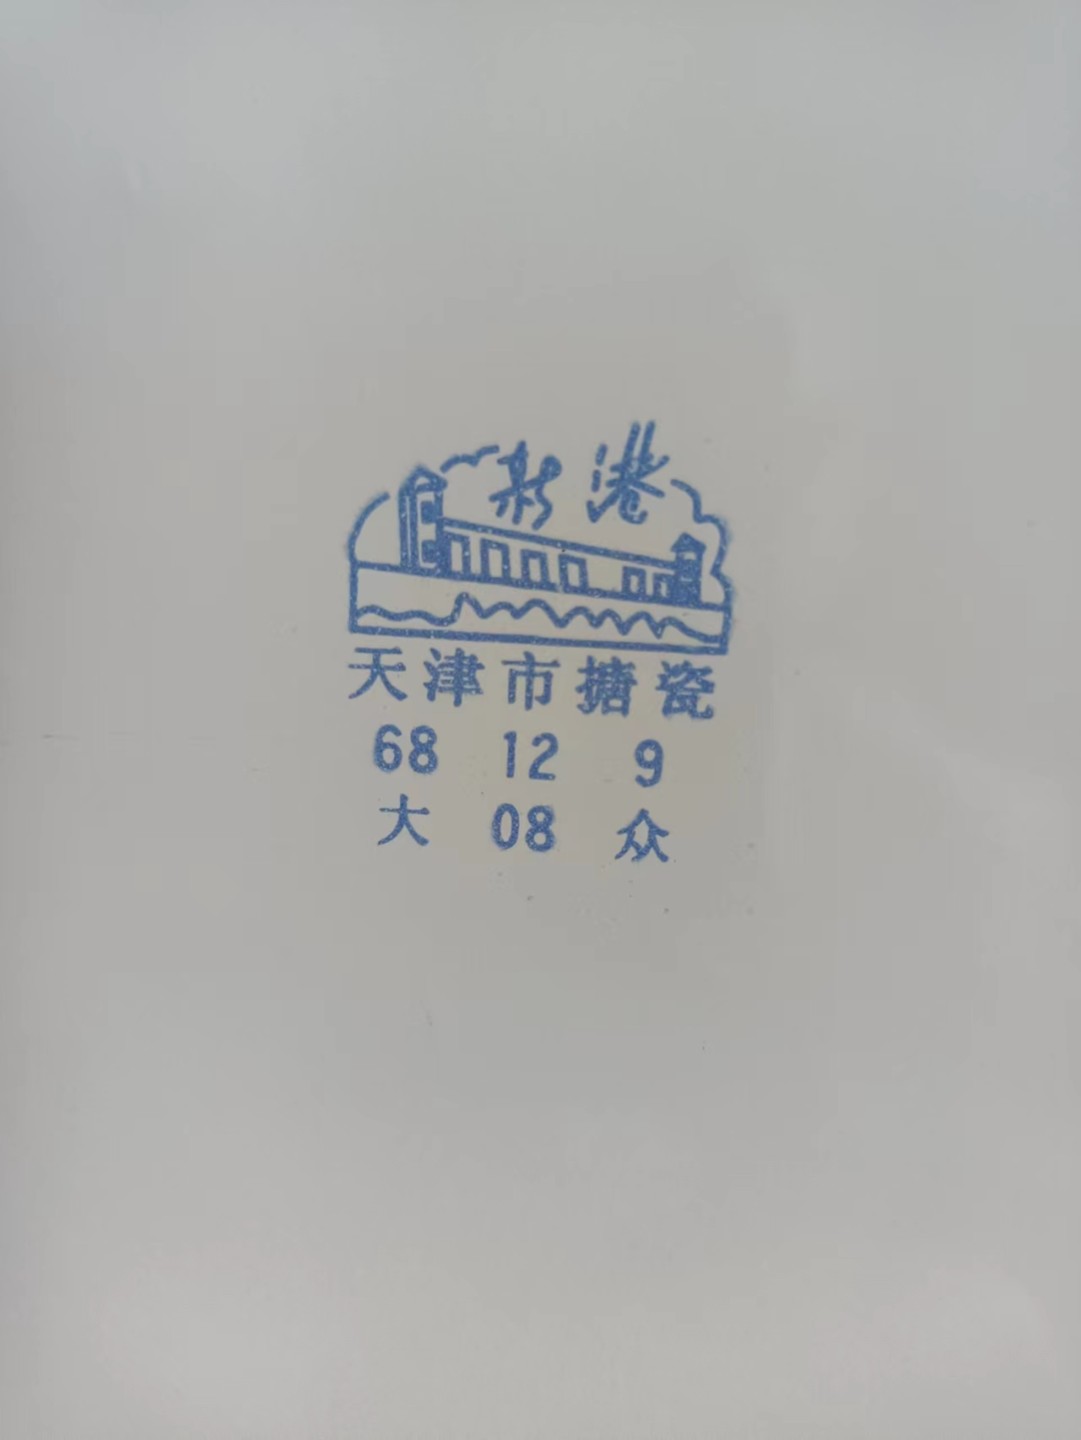 新港
天津市搪瓷
68 12 9
大 08 众